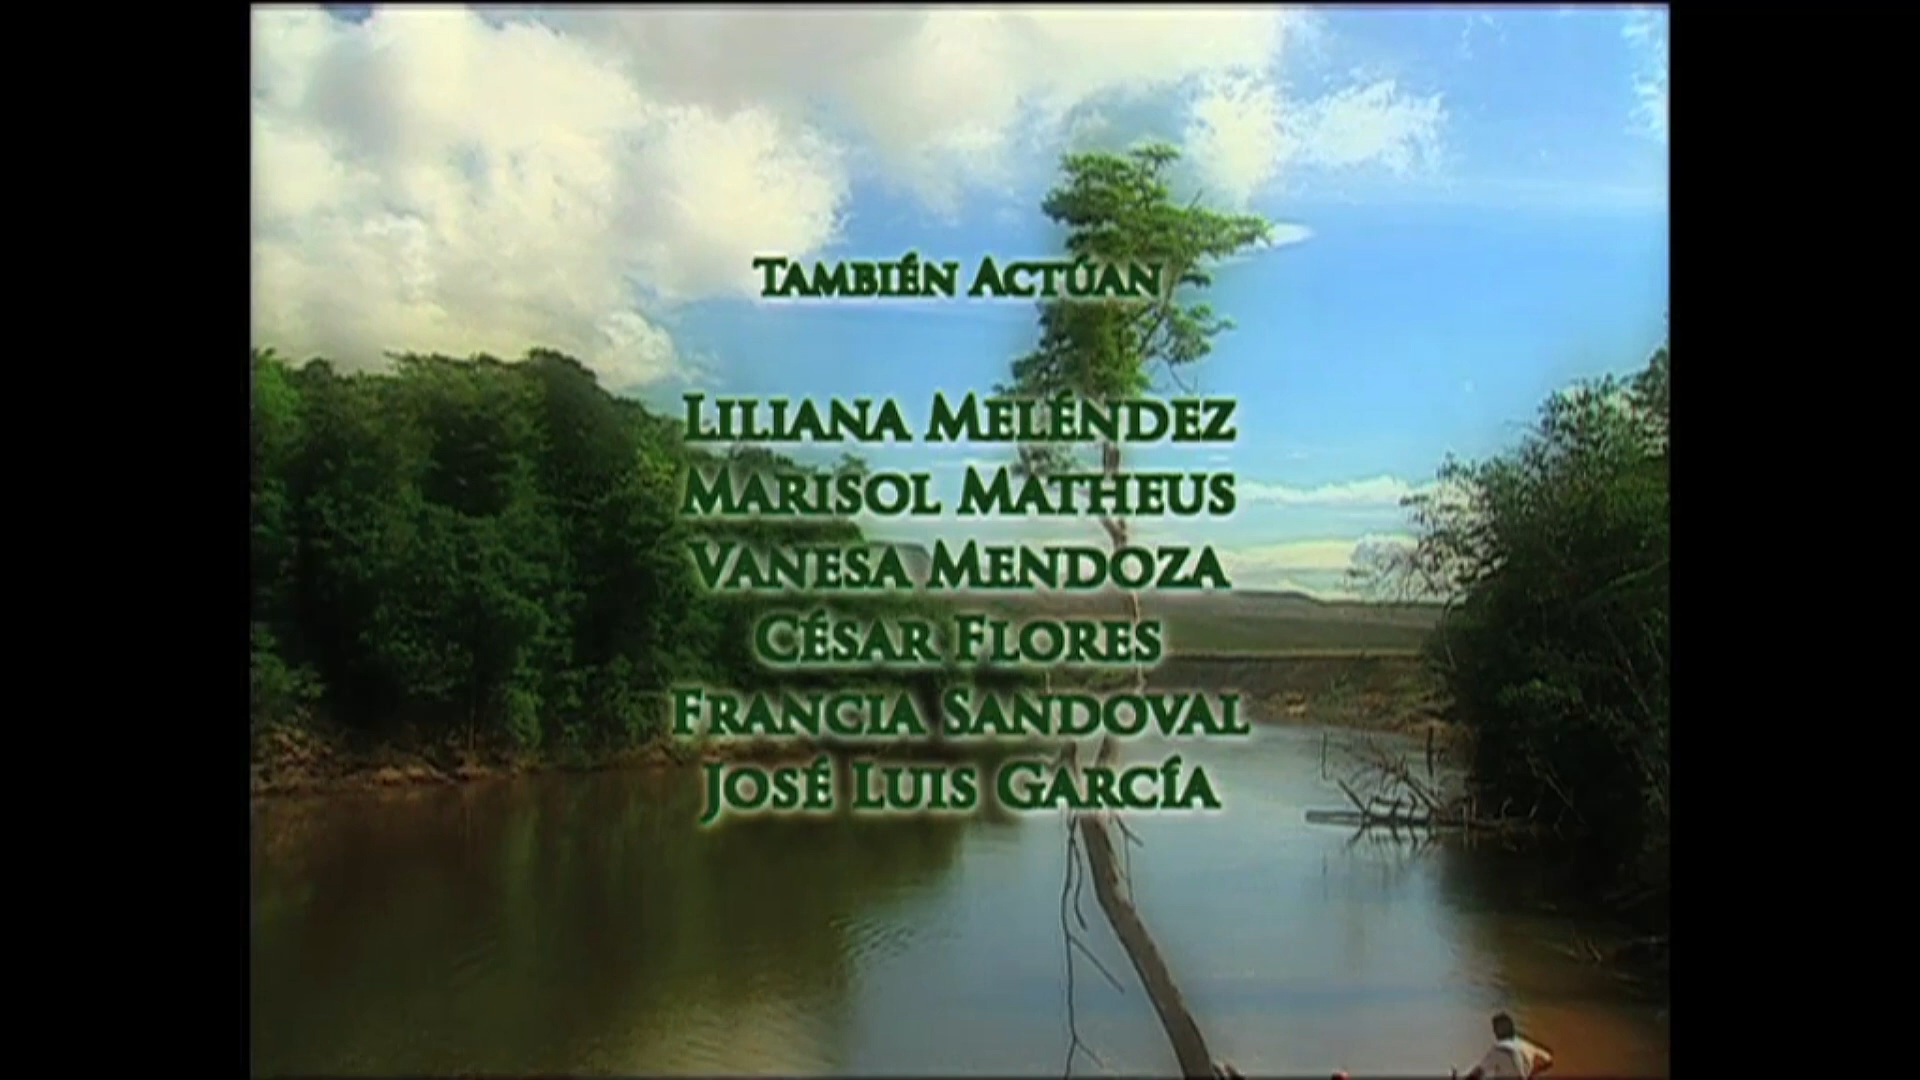 También Actúan
Liliana Meléndez
Marisol Matheus
Vanesa Mendoza
César Flores
Francia Sandoval
José Luis García